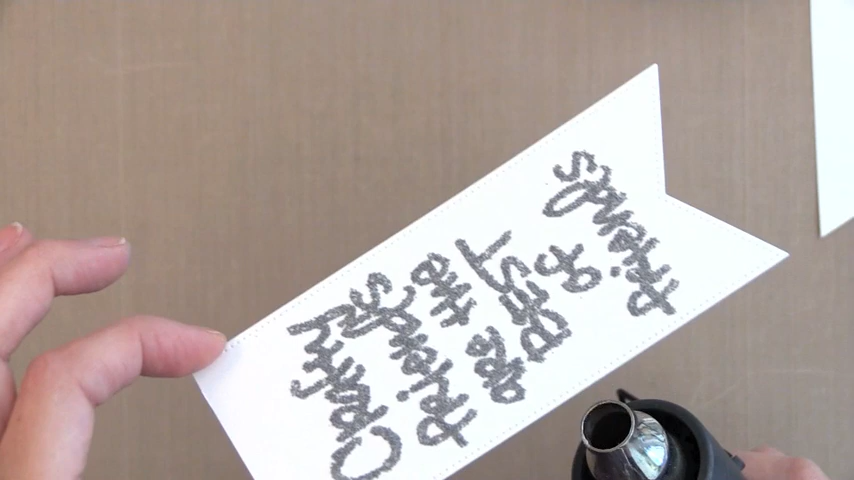 Crafty
friends
are the
BEST
of
friends